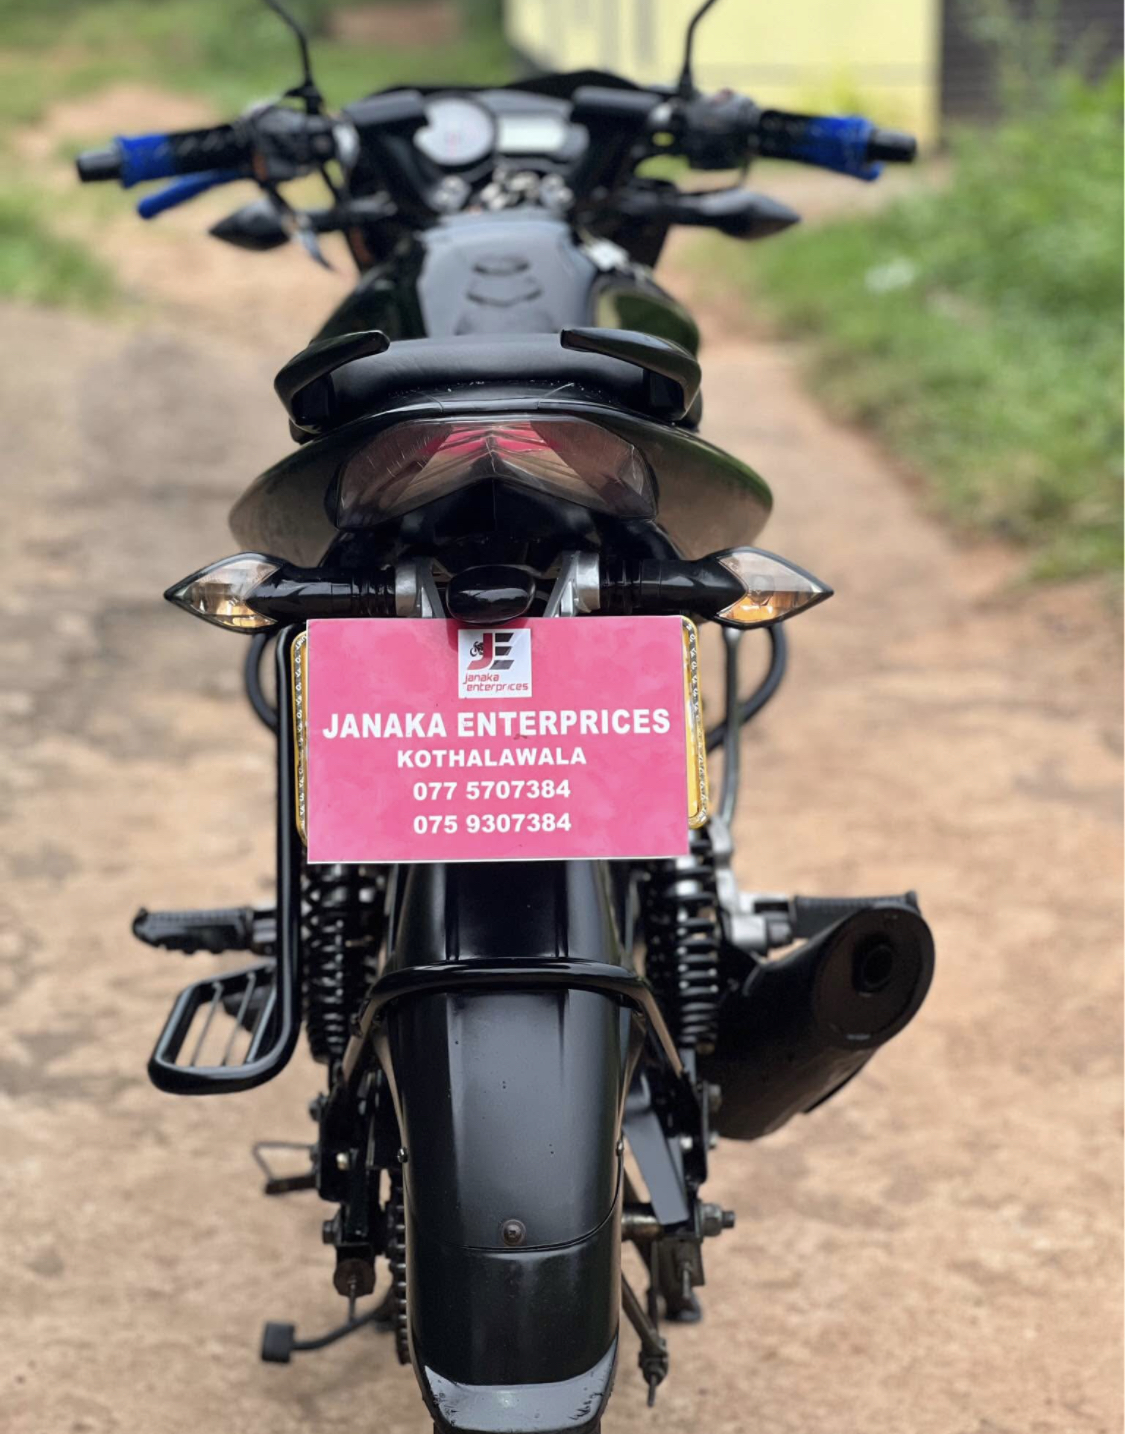 JE
janaka
enterprices
JANAKA ENTERPRICES
KOTHALAWALA
077 5707384
075 9307384